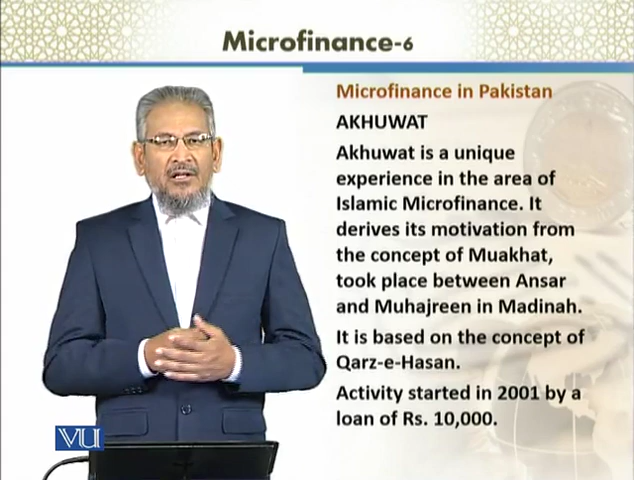 Microfinance-6
Microfinance in Pakistan
AKHUWAT
Akhuwat is a unique
experience in the area of
Islamic Microfinance. It
derives its motivation from
the concept of Muakhat,
took place between Ansar
and Muhajreen in Madinah.
It is based on the concept of
Qarz-e-Hasan.
Activity started in 2001 by a
loan of Rs. 10,000.
VU